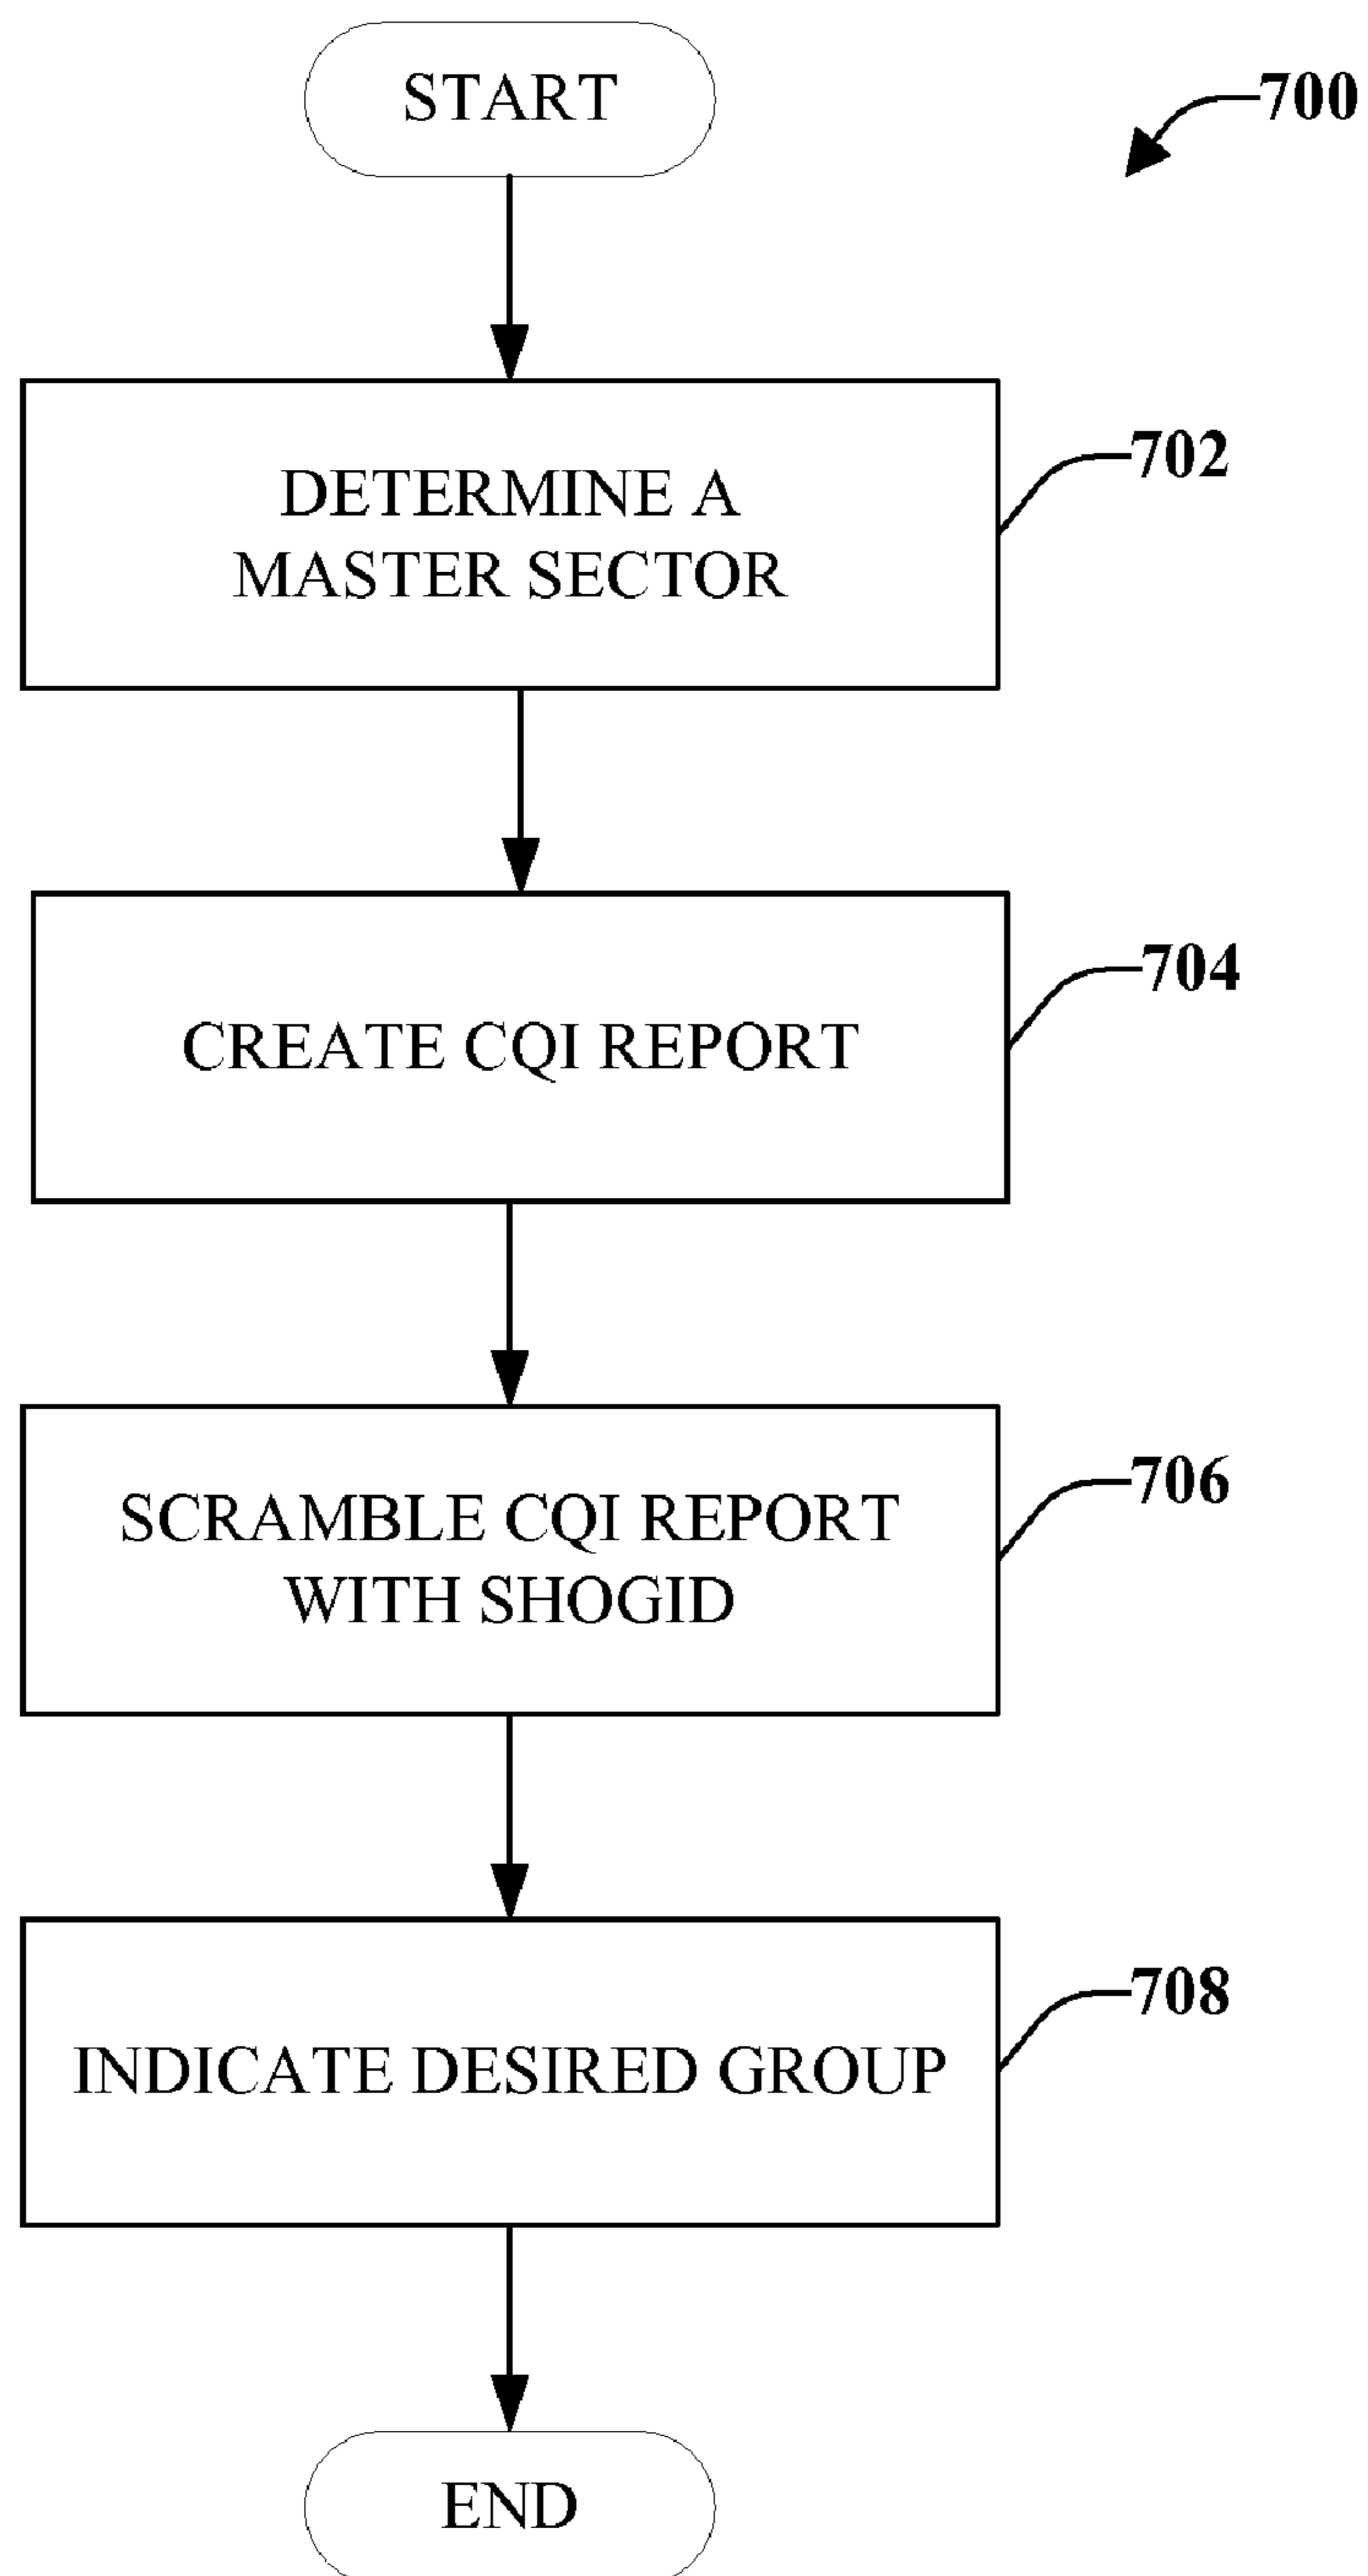 START
700
DETERMINE A
MASTER SECTOR
702
CREATE CQI REPORT
704
SCRAMBLE CQI REPORT
WITH SHOGID
706
INDICATE DESIRED GROUP
708
END